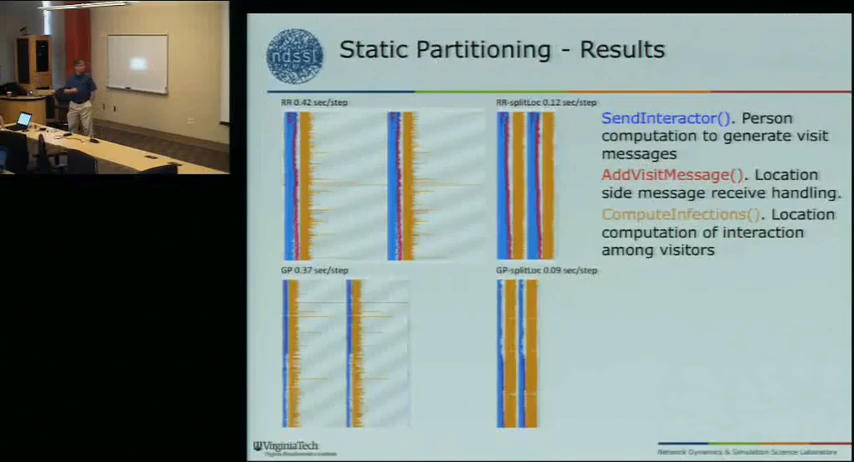 ndssl
Static Partitioning - Results
RR 0.42 sec/step
RR-splitLoc 0.12 sec/step
SendInteractor(). Person
computation to generate visit
messages
AddVisitMessage(). Location
side message receive handling.
ComputeInfections(). Location
computation of interaction
among visitors
GP 0.37 sec/step
GP-splitLoc 0.09 sec/step
VirginiaTech
Network Dynamics & Simulation Science Laboratory